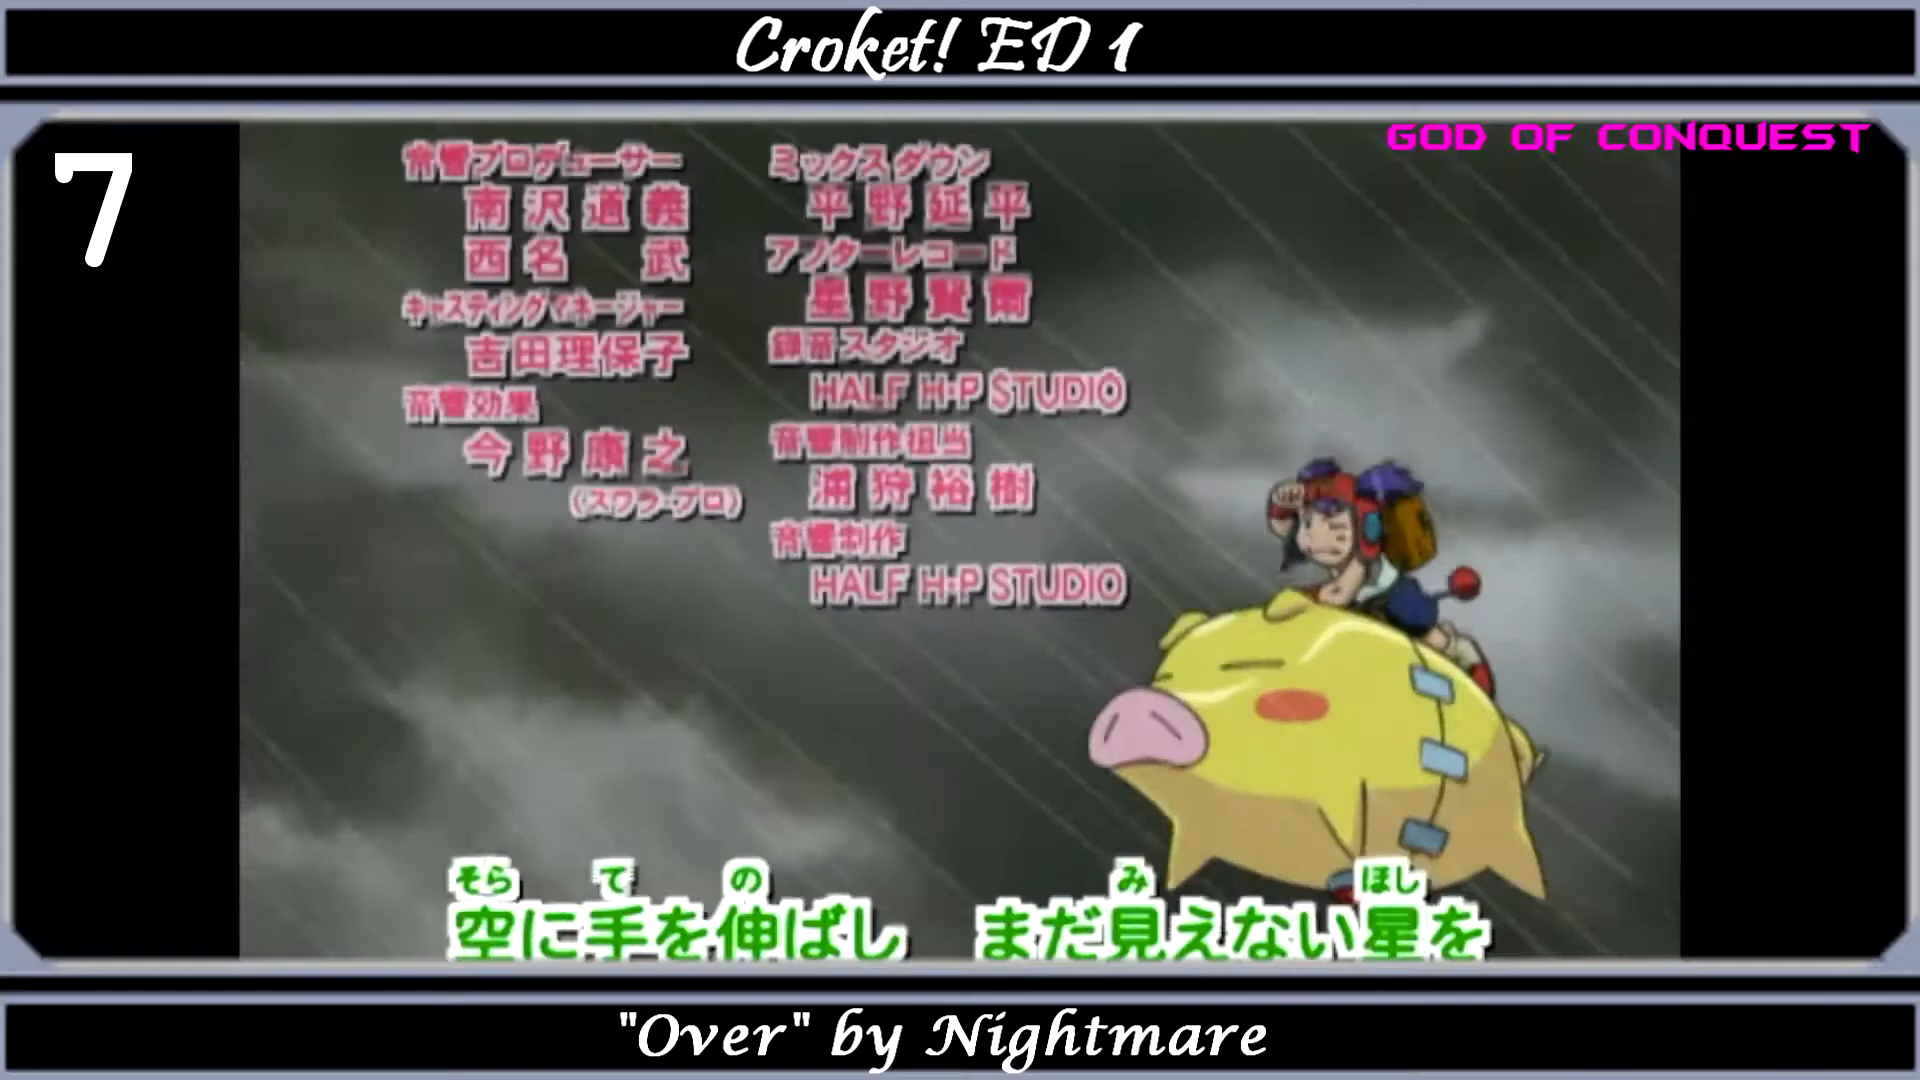 Croket! ED 1
7
GOD OF CONQUEST
音響プロデューサー
南沢道義
西名 武
キャスティングマネージャー
吉田理保子
音響効果
今野康之
(スワラ・プロ)
ミックスダウン
平野延平
アフターレコード
星野賢爾
録音スタジオ
HALF H・P STUDIO
音響制作担当
浦狩裕樹
音響制作
HALF H・P STUDIO
そら て の み ほし
空に手を伸ばし まだ見えない星を
"Over" by Nightmare